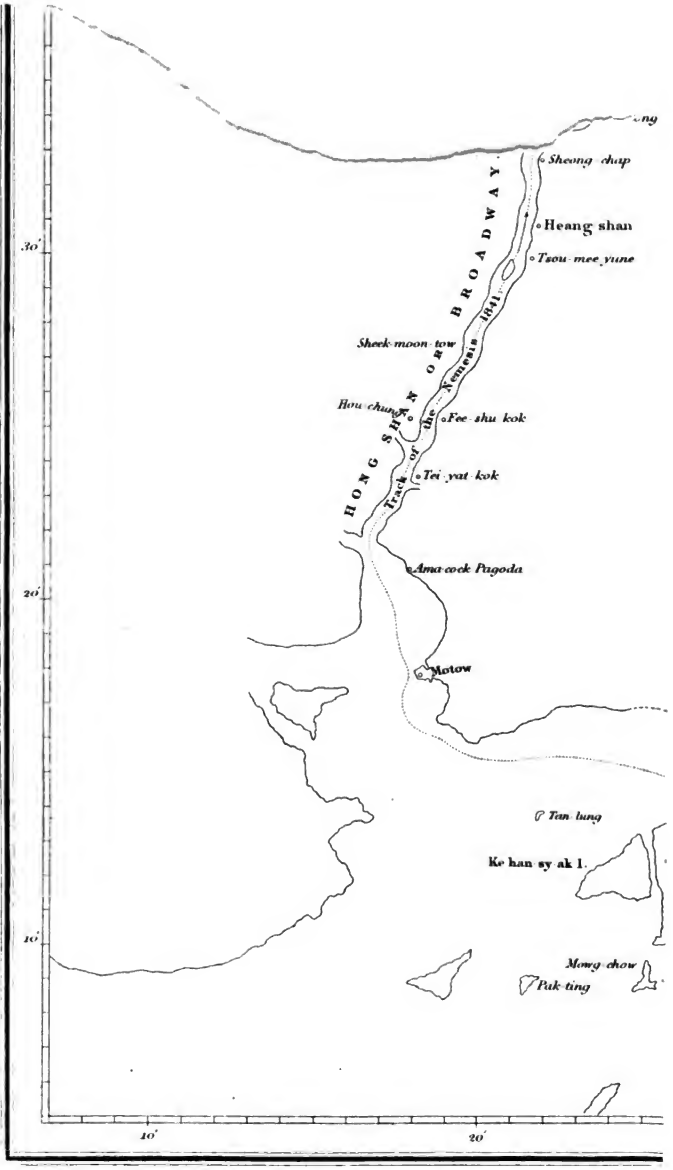 Sheong chap
Heang shan
30'
Tsou mee yune
HONG SHAN OR BROADWAY.
Sheek moon tow
Track of the Nemesis 1841.
Hou chung
Fee shu kok
Tei yat kok
Ama cock Pagoda
20'
Motow
Tan lung
Ke han sy ak I.
10'
Mowg chow
Pak ting
10'
20'